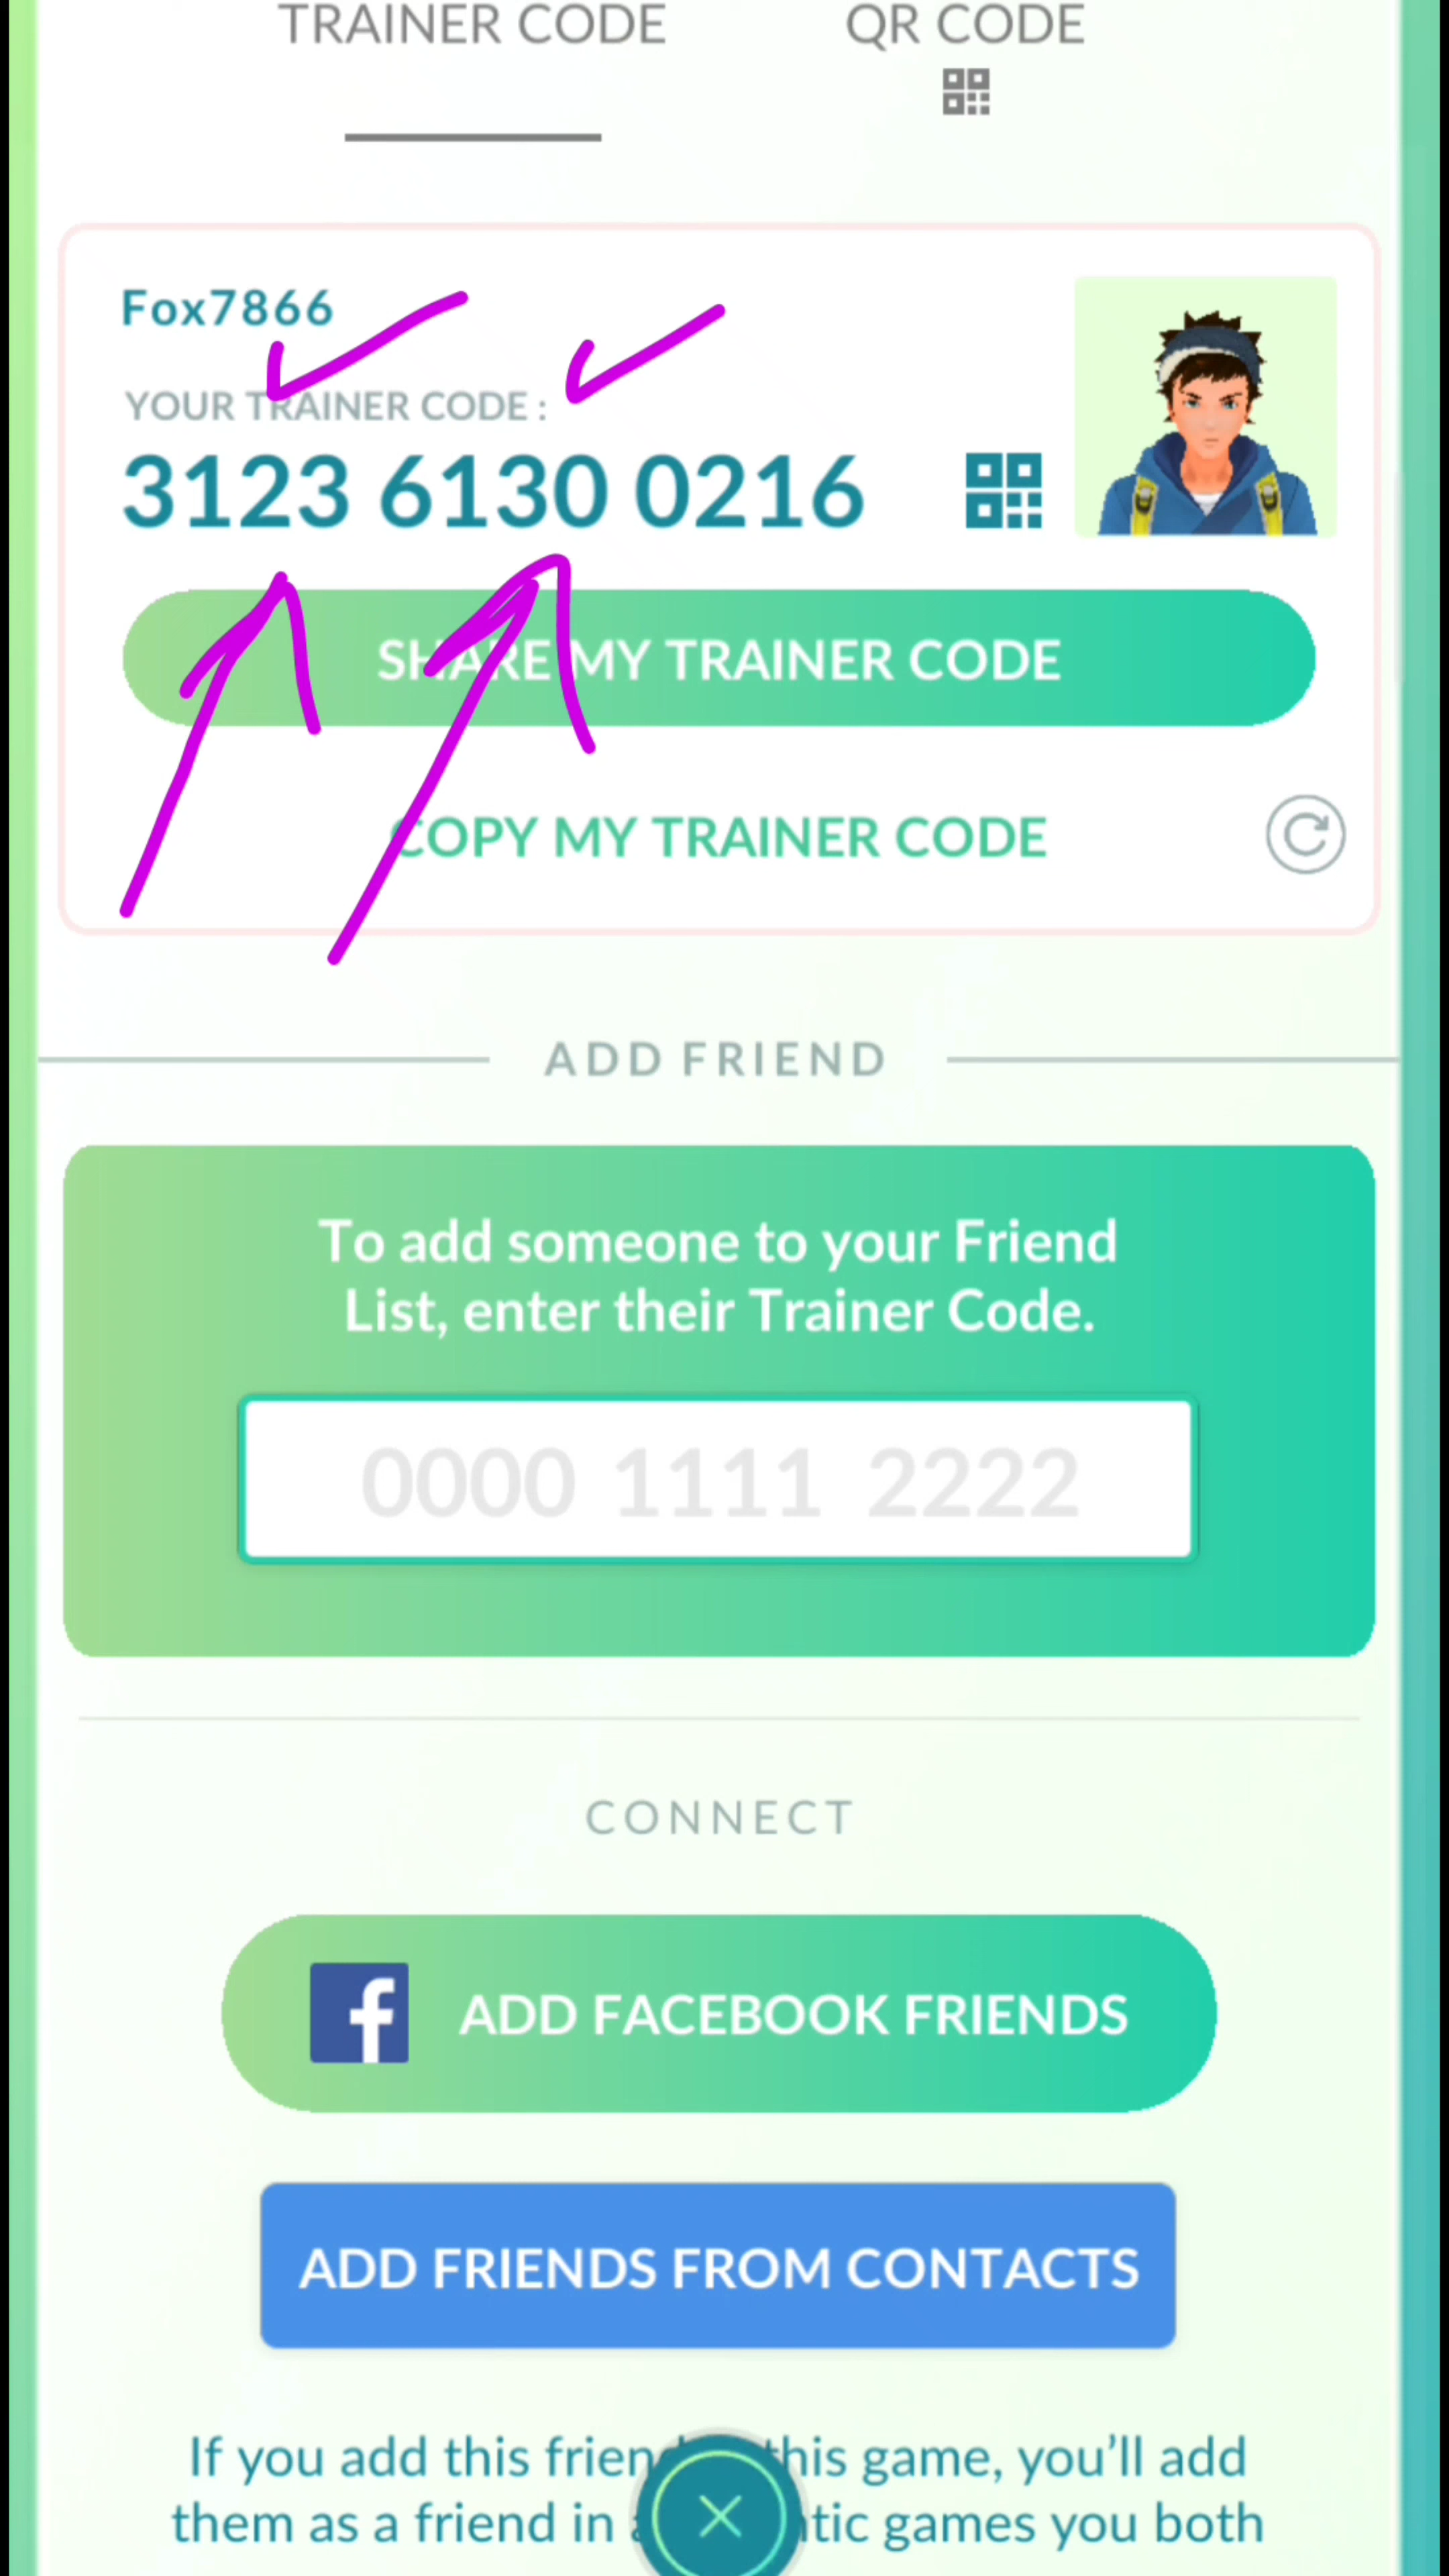 TRAINER CODE
QR CODE
Fox7866
YOUR TRAINER CODE :
3123 6130 0216
SHARE MY TRAINER CODE
COPY MY TRAINER CODE
ADD FRIEND
To add someone to your Friend
List, enter their Trainer Code.
0000 1111 2222
CONNECT
f ADD FACEBOOK FRIENDS
ADD FRIENDS FROM CONTACTS
If you add this this game, you'll add
them as a friend in games you both